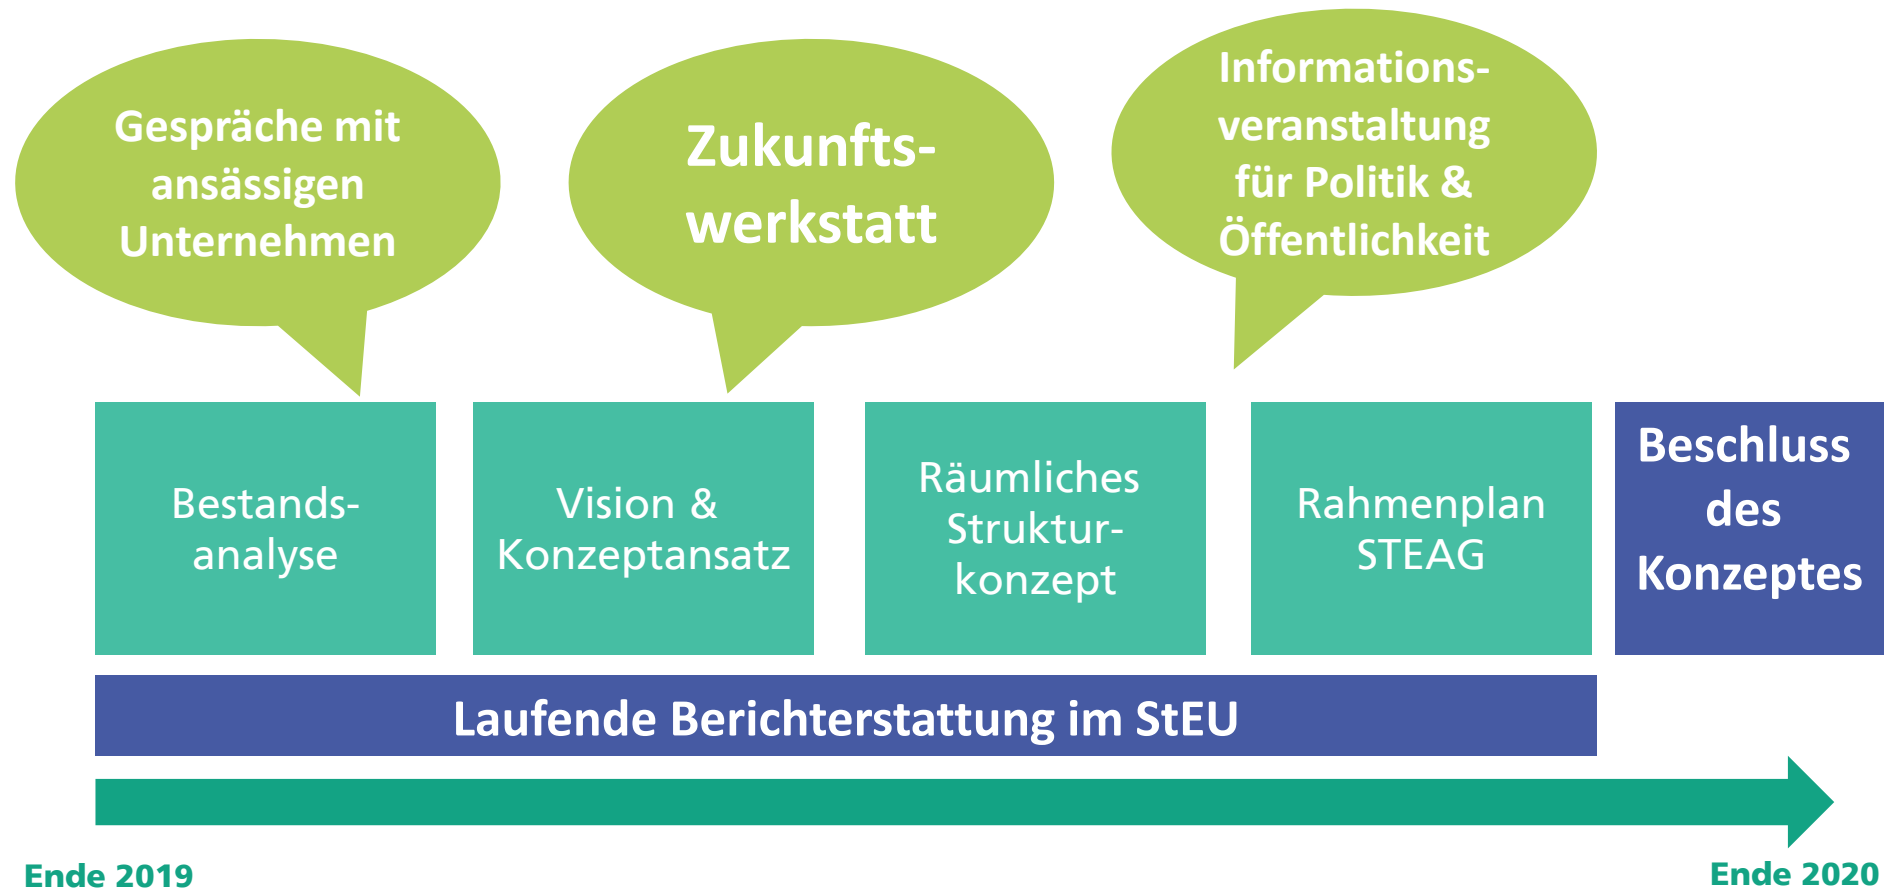 Gespräche mit
ansässigen
Unternehmen
Zukunfts-
werkstatt
Informations-
veranstaltung
für Politik &
Öffentlichkeit
Bestands-
analyse
Vision &
Konzeptansatz
Räumliches
Struktur-
konzept
Rahmenplan
STEAG
Beschluss
des
Konzeptes
Laufende Berichterstattung im StEU
Ende 2019
Ende 2020